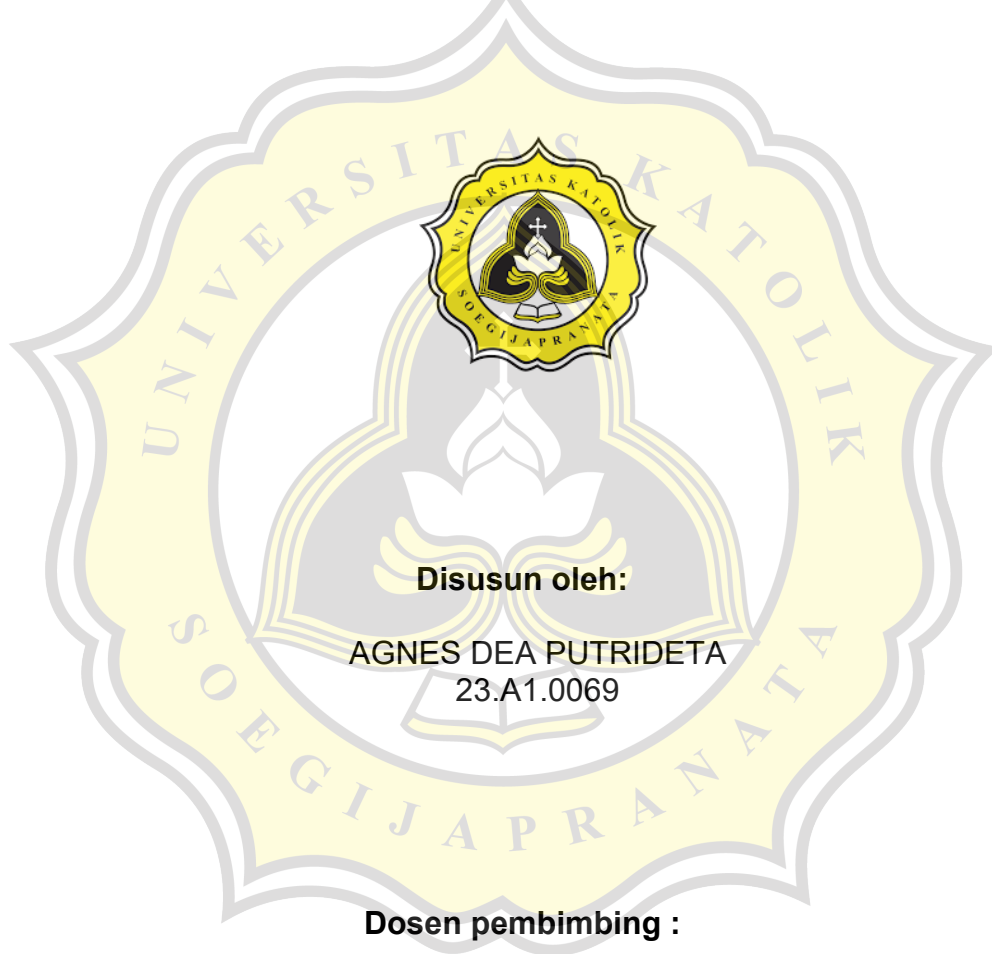 UNIVERSITAS KATOLIK
SOEGIJAPRANATA
UNIVERSITAS KATOLIK
SOEGIJAPRANATA
Disusun oleh:
AGNES DEA PUTRIDETA
23.A1.0069
Dosen pembimbing :